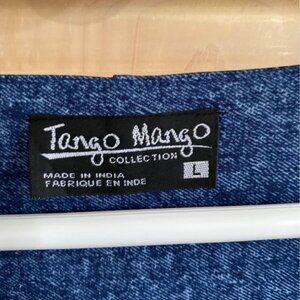 Tango Mango
COLLECTION
L
MADE IN INDIA
FABRIQUE EN INDE